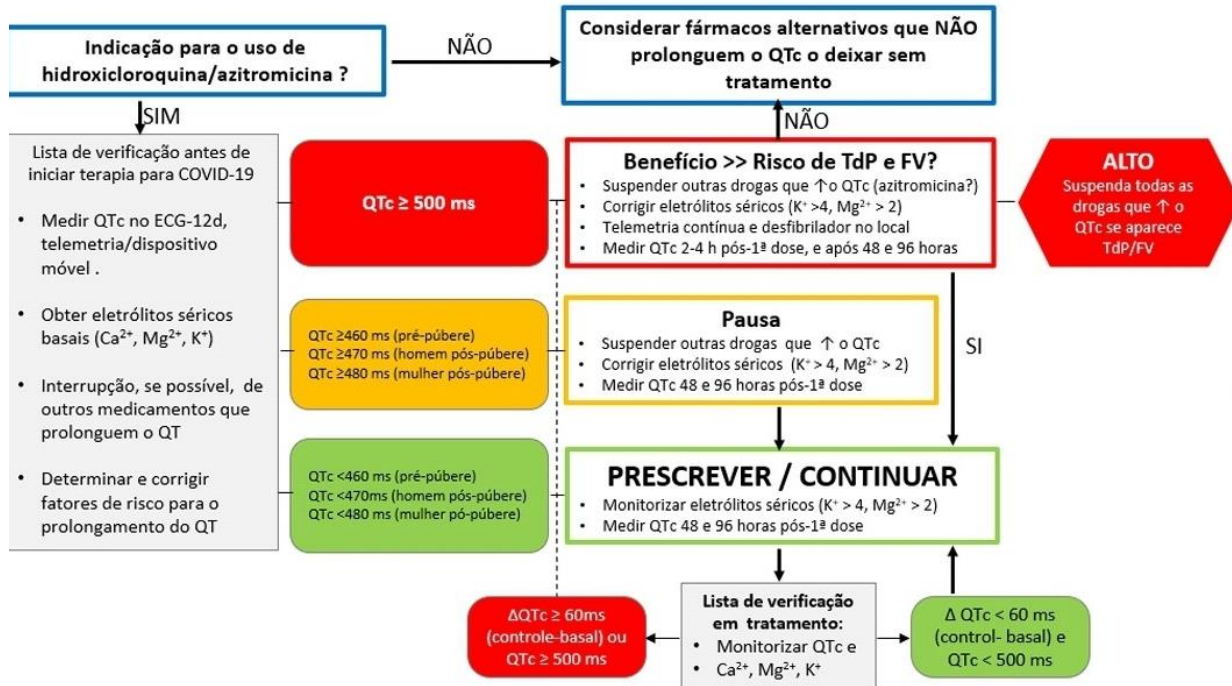 Indicação para o uso de
hidroxicloroquina/azitromicina ?
NÃO
Considerar fármacos alternativos que NÃO
prolonguem o QTc o deixar sem
tratamento
SIM
NÃO
Lista de verificação antes de
iniciar terapia para COVID-19
• Medir QTc no ECG-12d,
telemetria/dispositivo
móvel .
• Obter eletrólitos séricos
basais (Ca²⁺, Mg²⁺, K⁺)
• Interrupção, se possível, de
outros medicamentos que
prolonguem o QT
• Determinar e corrigir
fatores de risco para o
prolongamento do QT
QTc ≥ 500 ms
Benefício >> Risco de TdP e FV?
• Suspender outras drogas que ↑o QTc (azitromicina?)
• Corrigir eletrólitos séricos (K⁺ >4, Mg²⁺ > 2)
• Telemetria contínua e desfibrilador no local
• Medir QTc 2-4 h pós-1ª dose, e após 48 e 96 horas
ALTO
Suspenda todas as
drogas que ↑ o
QTc se aparece
TdP/FV
QTc ≥460 ms (pré-púbere)
QTc ≥470 ms (homem pós-púbere)
QTc ≥480 ms (mulher pós-púbere)
Pausa
• Suspender outras drogas que ↑ o QTc
• Corrigir eletrólitos séricos (K⁺ > 4, Mg²⁺ > 2)
• Medir QTc 48 e 96 horas pós-1ª dose
SI
QTc <460 ms (pré-púbere)
QTc <470ms (homem pós-púbere)
QTc <480 ms (mulher pó-púbere)
PRESCREVER / CONTINUAR
• Monitorizar eletrólitos séricos (K⁺ > 4, Mg²⁺ > 2)
• Medir QTc 48 e 96 horas pós-1ª dose
ΔQTc ≥ 60ms
(controle-basal) ou
QTc ≥ 500 ms
Lista de verificação
em tratamento:
• Monitorizar QTc e
• Ca²⁺, Mg²⁺, K⁺
Δ QTc < 60 ms
(control- basal) e
QTc < 500 ms